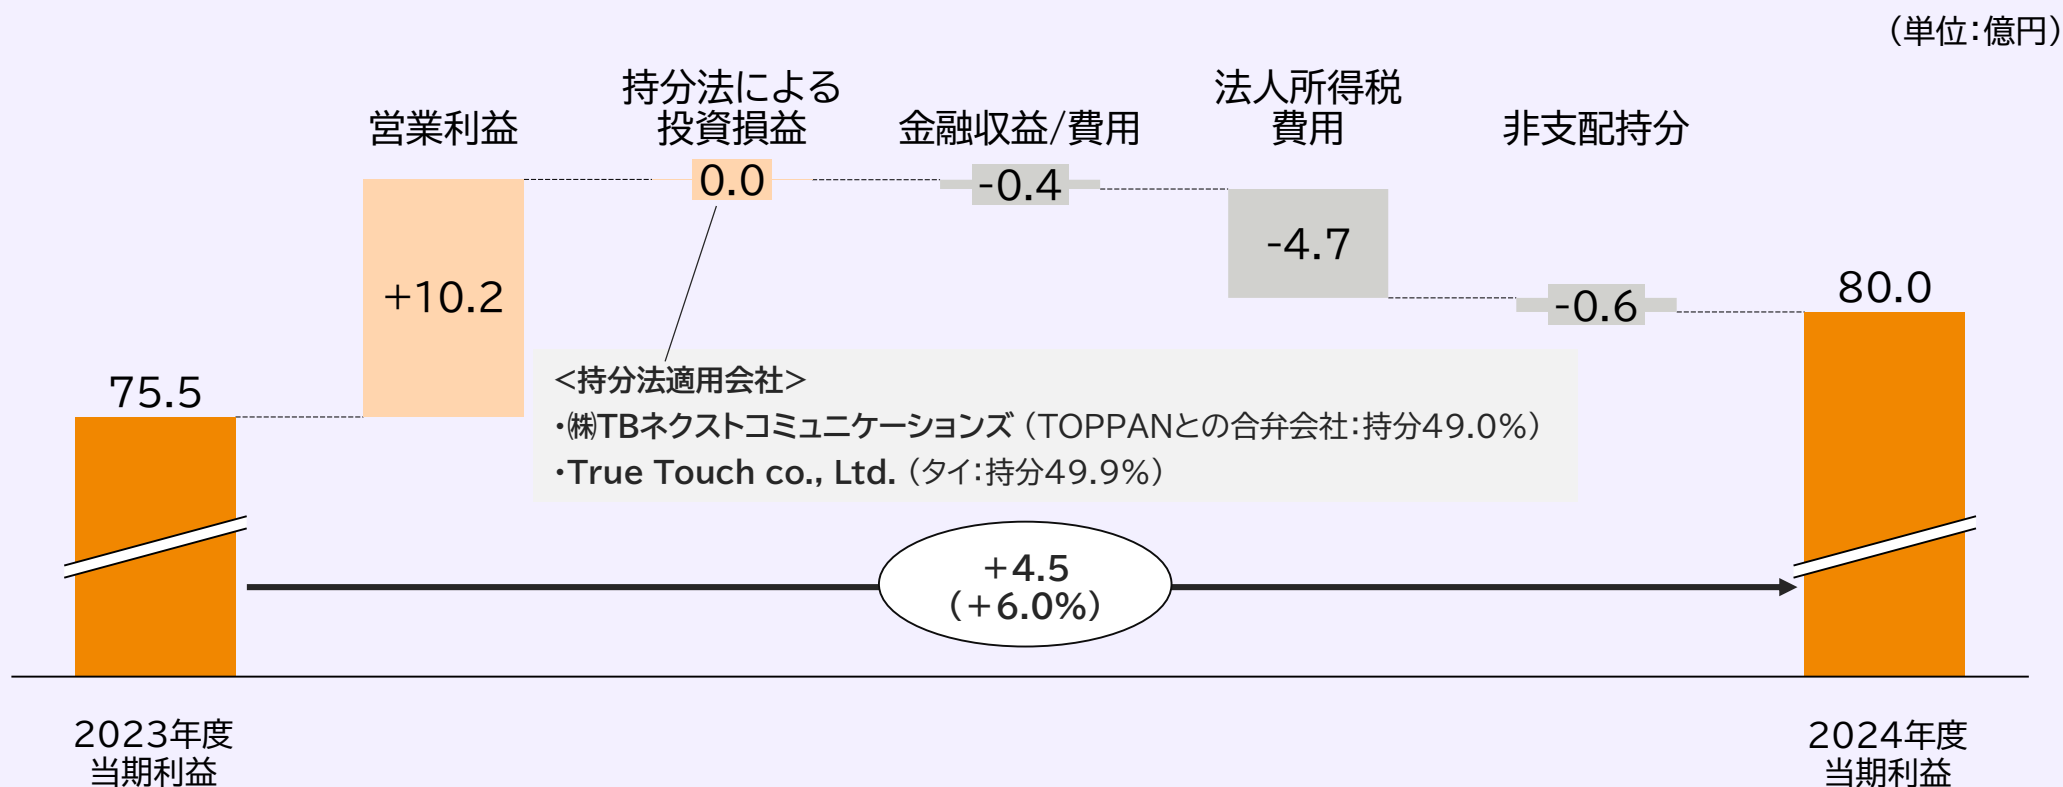 （単位：億円）
営業利益
持分法による
投資損益
金融収益/費用
法人所得税
費用
非支配持分
75.5
+10.2
0.0
-0.4
-4.7
-0.6
80.0
<持分法適用会社>
・㈱TBネクストコミュニケーションズ（TOPPANとの合弁会社：持分49.0%）
・True Touch co., Ltd.（タイ：持分49.9%）
+4.5
（+6.0%）
2023年度
当期利益
2024年度
当期利益